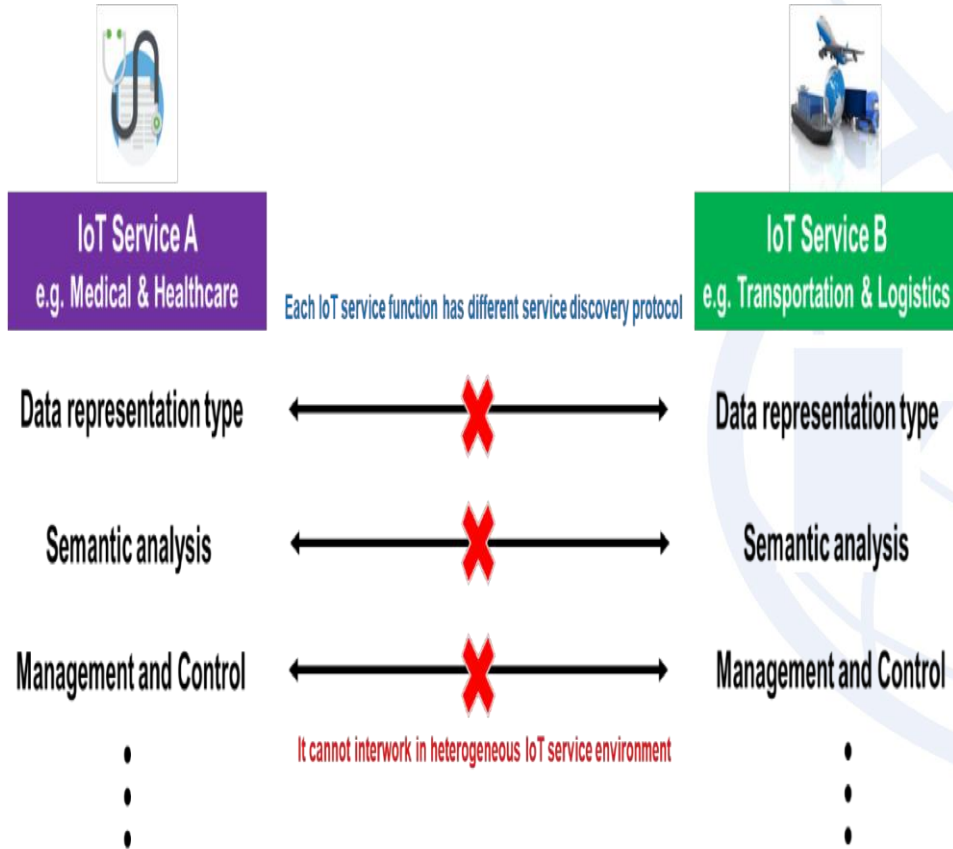 IoT Service A
e.g. Medical & Healthcare
IoT Service B
e.g. Transportation & Logistics
Each IoT service function has different service discovery protocol
Data representation type
Data representation type
Semantic analysis
Semantic analysis
Management and Control
Management and Control
It cannot interwork in heterogeneous IoT service environment